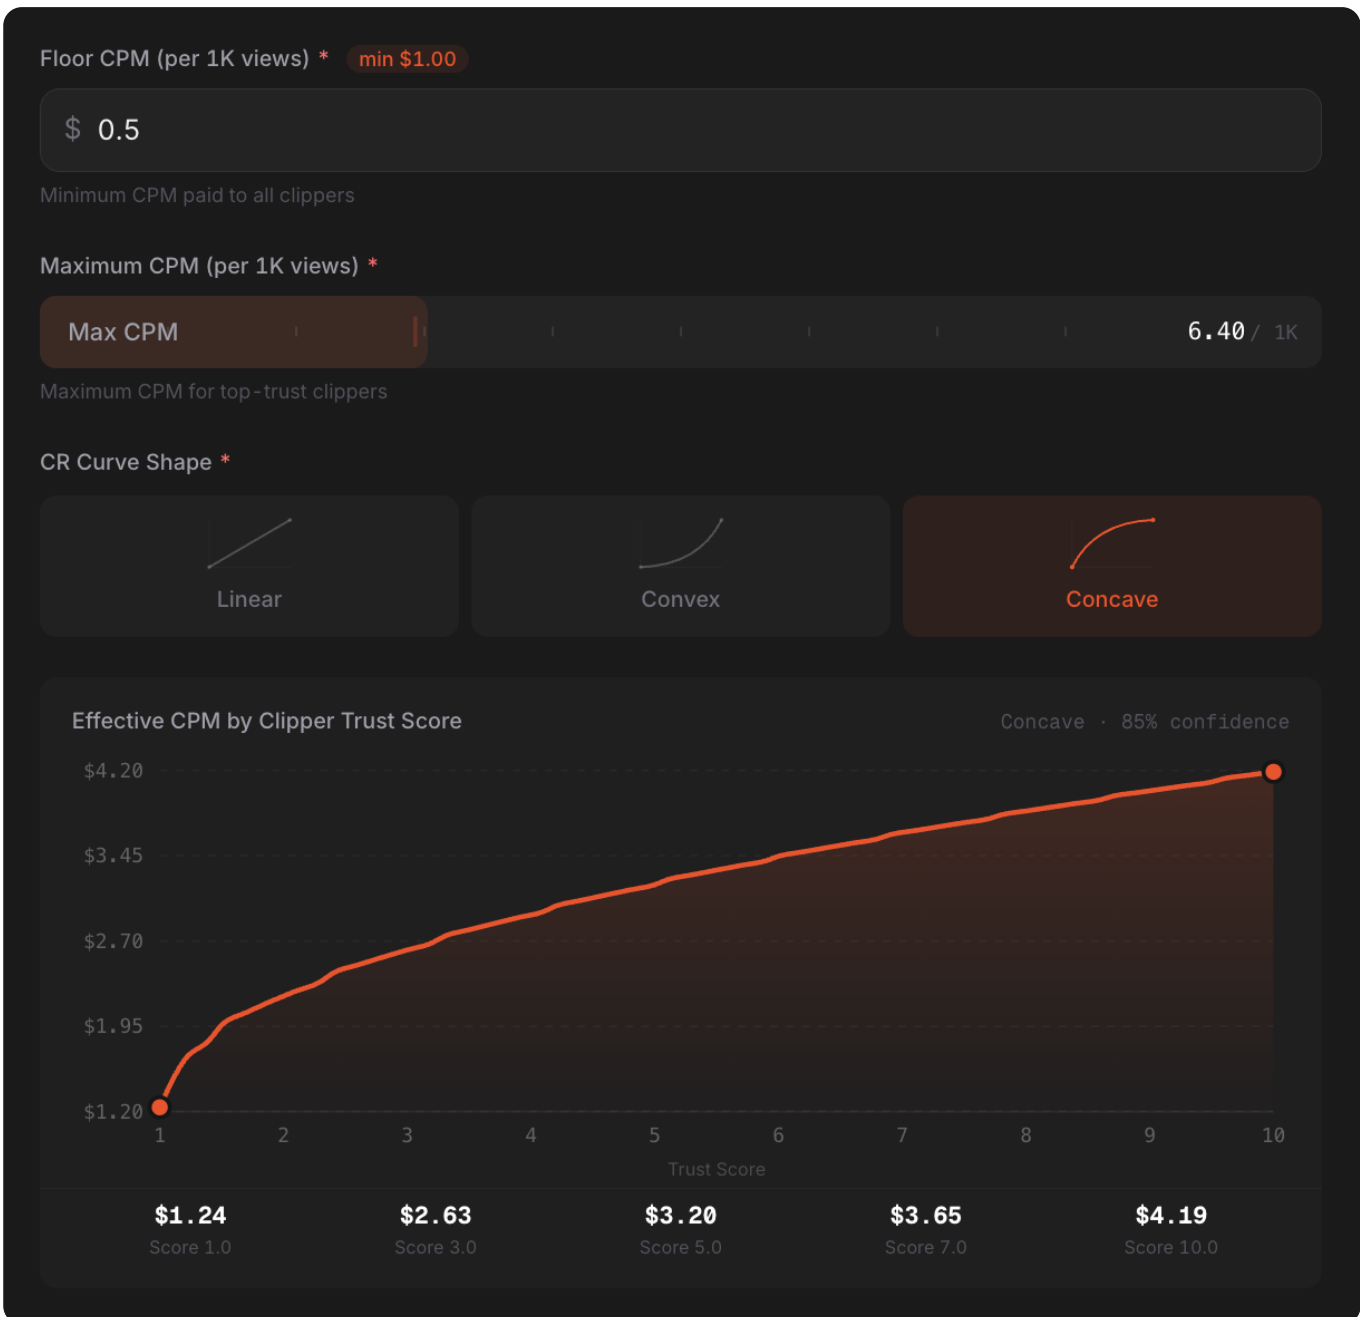 Floor CPM (per 1K views) * min $1.00
$ 0.5
Minimum CPM paid to all clippers
Maximum CPM (per 1K views) *
Max CPM 6.40 / 1K
Maximum CPM for top-trust clippers
CR Curve Shape *
Linear Convex Concave
Effective CPM by Clipper Trust Score Concave · 85% confidence
$4.20
$3.45
$2.70
$1.95
$1.20
1 2 3 4 5 6 7 8 9 10
Trust Score
$1.24 $2.63 $3.20 $3.65 $4.19
Score 1.0 Score 3.0 Score 5.0 Score 7.0 Score 10.0